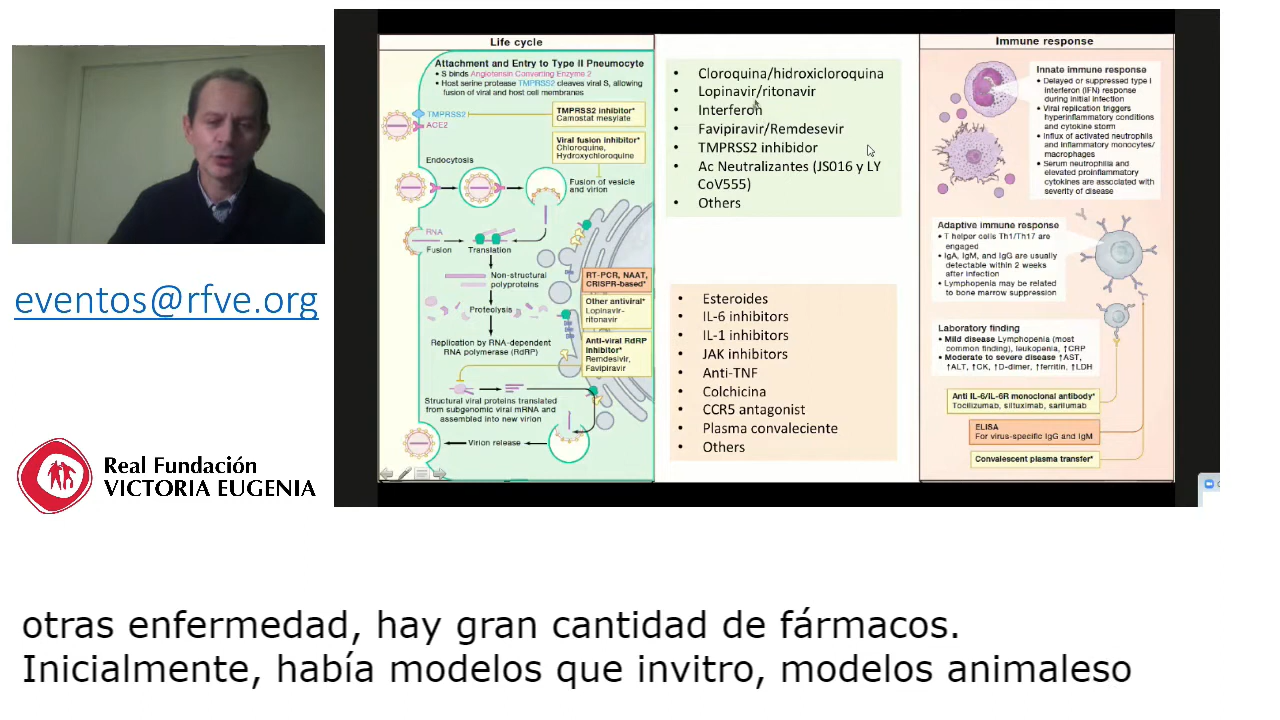 eventos@rfve.org
Real Fundación
VICTORIA EUGENIA
Life cycle
Attachment and Entry to Type II Pneumocyte
• S binds Angiotensin Converting Enzyme 2
• Host serine protease TMPRSS2 cleaves viral S, allowing
fusion of viral and host cell membranes
TMPRSS2
ACE2
TMPRSS2 inhibitor*
Camostat mesylate
Viral fusion inhibitor*
Chloroquine,
Hydroxychloroquine
Endocytosis
Fusion of vesicle
and virion
RNA
Fusion
Translation
Non-structural
polyproteins
RT-PCR, NAAT,
CRISPR-based*
Proteolysis
Other antiviral*
Lopinavir-
ritonavir
Replication by RNA-dependent
RNA polymerase (RdRP)
Anti-viral RdRP
inhibitor*
Remdesivir,
Favipiravir
Structural viral proteins translated
from subgenomic viral mRNA and
assembled into new virion
Virion release
• Cloroquina/hidroxicloroquina
• Lopinavir/ritonavir
• Interferon
• Favipiravir/Remdesevir
• TMPRSS2 inhibidor
• Ac Neutralizantes (JS016 y LY
CoV555)
• Others
• Esteroides
• IL-6 inhibitors
• IL-1 inhibitors
• JAK inhibitors
• Anti-TNF
• Colchicina
• CCR5 antagonist
• Plasma convaleciente
• Others
Immune response
Innate immune response
• Delayed or suppressed type I
interferon (IFN) response
during initial infection
• Viral replication triggers
hyperinflammatory conditions
and cytokine storm
• Influx of activated neutrophils
and inflammatory monocytes/
macrophages
• Serum neutrophilia and
elevated proinflammatory
cytokines are associated with
severity of disease
Adaptive immune response
• T helper cells Th1/Th17 are
engaged
• IgA, IgM, and IgG are usually
detectable within 2 weeks
after infection
• Lymphopenia may be related
to bone marrow suppression
Laboratory finding
• Mild disease Lymphopenia (most
common finding), leukopenia, ↑CRP
• Moderate to severe disease ↑AST,
↑ALT, ↑CK, ↑D-dimer, ↑ferritin, ↑LDH
Anti IL-6/IL-6R monoclonal antibody*
Tocilizumab, siltuximab, sarilumab
ELISA
For virus-specific IgG and IgM
Convalescent plasma transfer*
otras enfermedad, hay gran cantidad de fármacos.
Inicialmente, había modelos que invitro, modelos animaleso